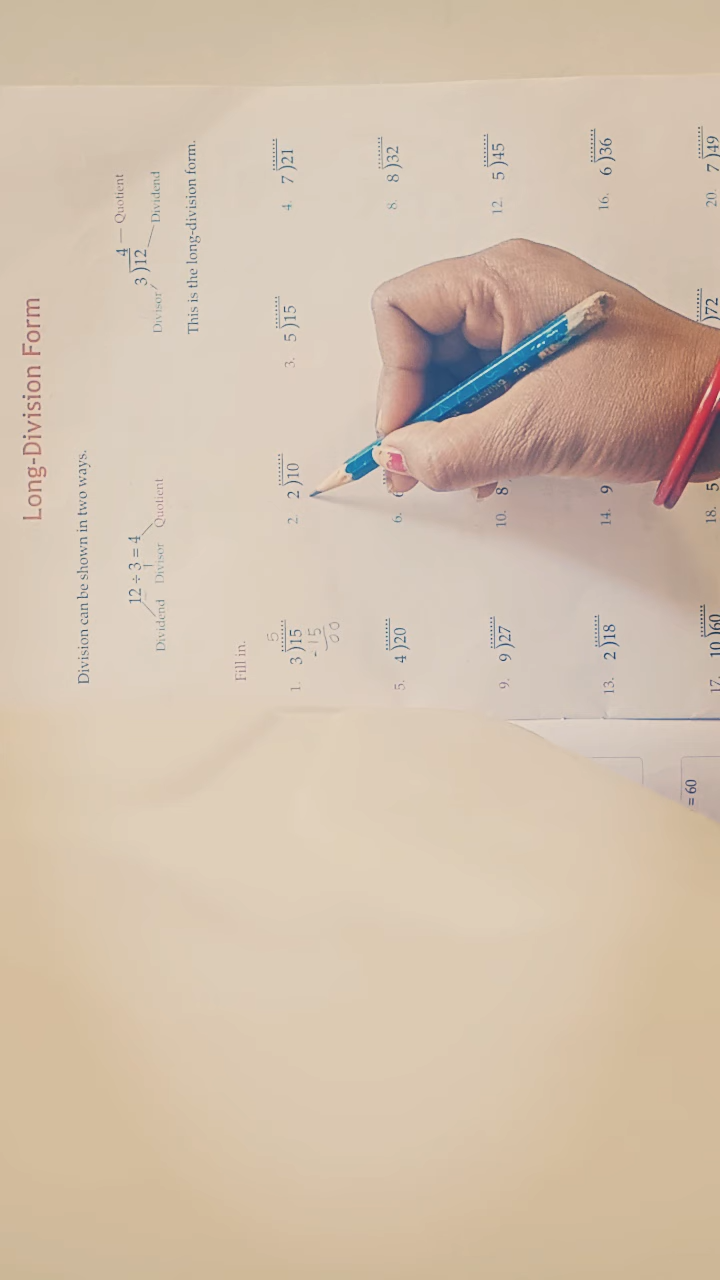 Long-Division Form
Division can be shown in two ways.
12 ÷ 3 = 4
Dividend Divisor Quotient
4 — Quotient
3 )12
Divisor Dividend
This is the long-division form.
Fill in.
5
1. 3 )15
- 15
00
2. 2 )10
3. 5 )15
4. 7 )21
5. 4 )20
6.
8. 8 )32
9. 9 )27
10. 8
12. 5 )45
13. 2 )18
14. 9
16. 6 )36
17. 10 )60
18. 5
)72
20. 7 )49
= 60